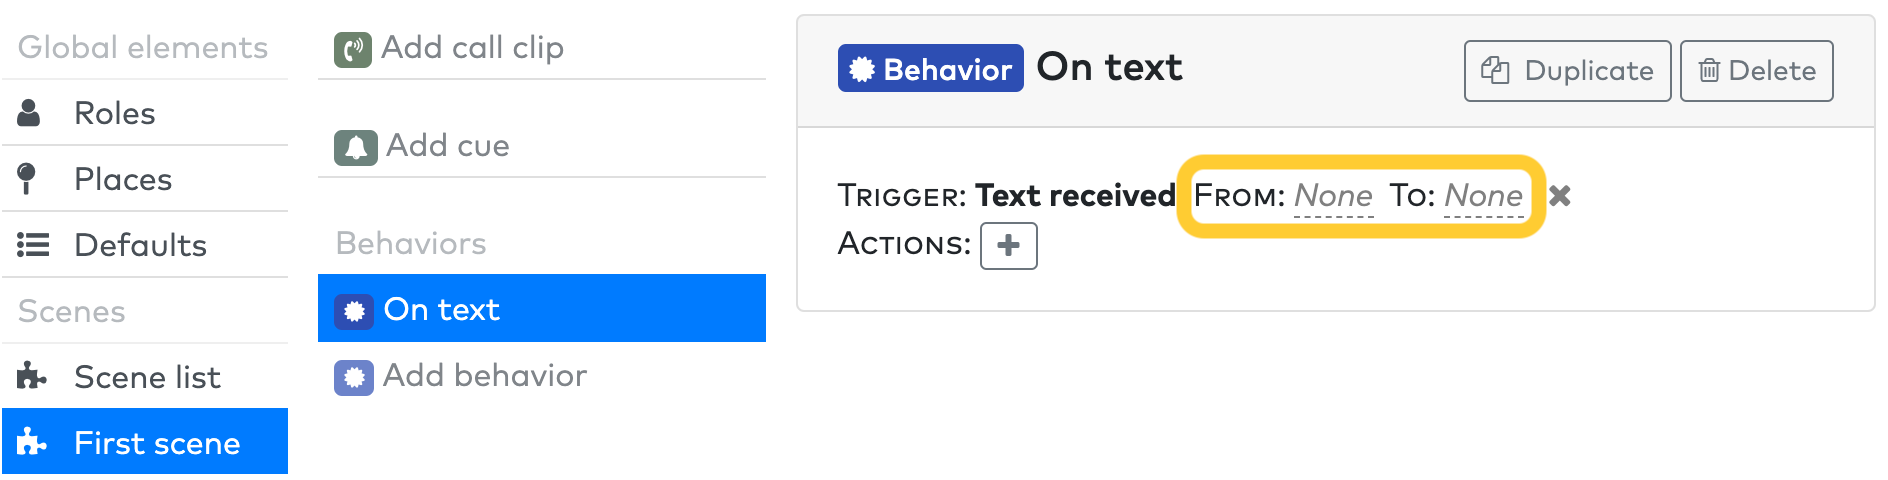 Global elements
Roles
Places
Defaults
Scenes
Scene list
First scene
Add call clip
Add cue
Behaviors
On text
Add behavior
Behavior On text
Duplicate
Delete
TRIGGER: Text received FROM: None TO: None
ACTIONS: